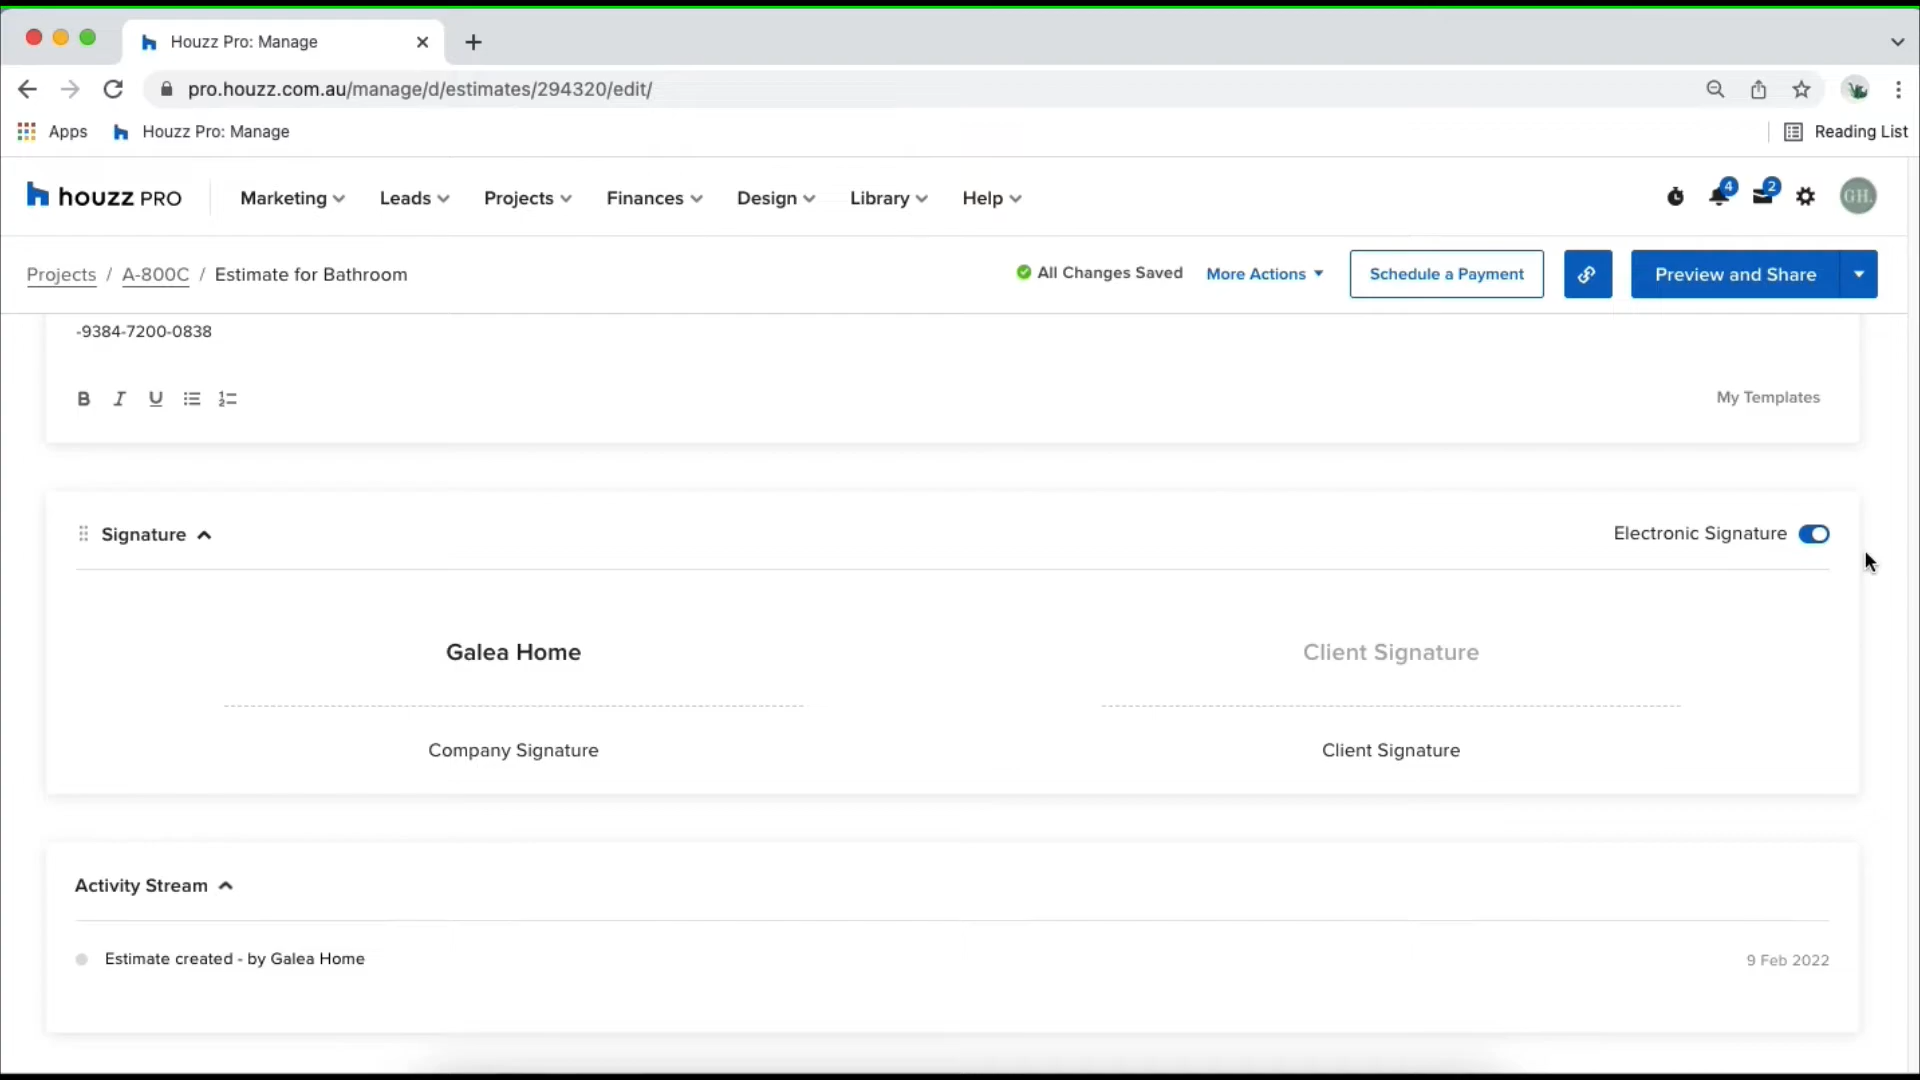 Houzz Pro: Manage
pro.houzz.com.au/manage/d/estimates/294320/edit/
Apps Houzz Pro: Manage Reading List
houzz PRO Marketing Leads Projects Finances Design Library Help 4 2 GH.
Projects / A-800C / Estimate for Bathroom All Changes Saved More Actions Schedule a Payment Preview and Share
-9384-7200-0838
B I U My Templates
Signature Electronic Signature
Galea Home Client Signature
Company Signature Client Signature
Activity Stream
Estimate created - by Galea Home 9 Feb 2022